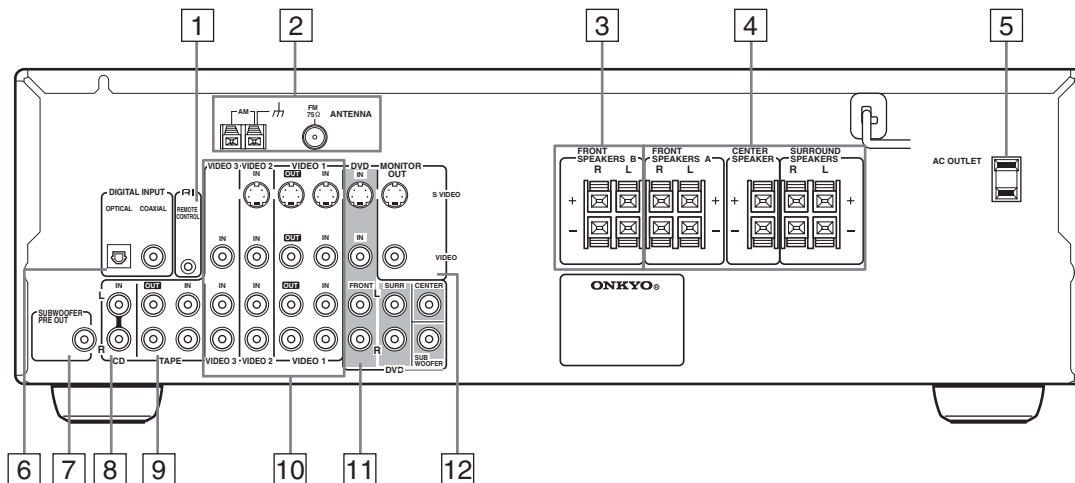 1 2 3 4 5
AM
FM
75Ω
ANTENNA
VIDEO 3 VIDEO 2 VIDEO 1 DVD MONITOR
OUT
IN OUT IN IN
S VIDEO
DIGITAL INPUT
OPTICAL COAXIAL
RI
REMOTE
CONTROL
IN IN OUT IN IN
VIDEO
FRONT
SPEAKERS B
R L
FRONT
SPEAKERS A
R L
CENTER
SPEAKER
SURROUND
SPEAKERS
R L
+ + + +
− − − −
AC OUTLET
ONKYO®
SUBWOOFER
PRE OUT
L
R
IN OUT IN IN IN OUT IN
FRONT L SURR CENTER
R
SUB
WOOFER
CD TAPE VIDEO 3 VIDEO 2 VIDEO 1
DVD
6 7 8 9 10 11 12